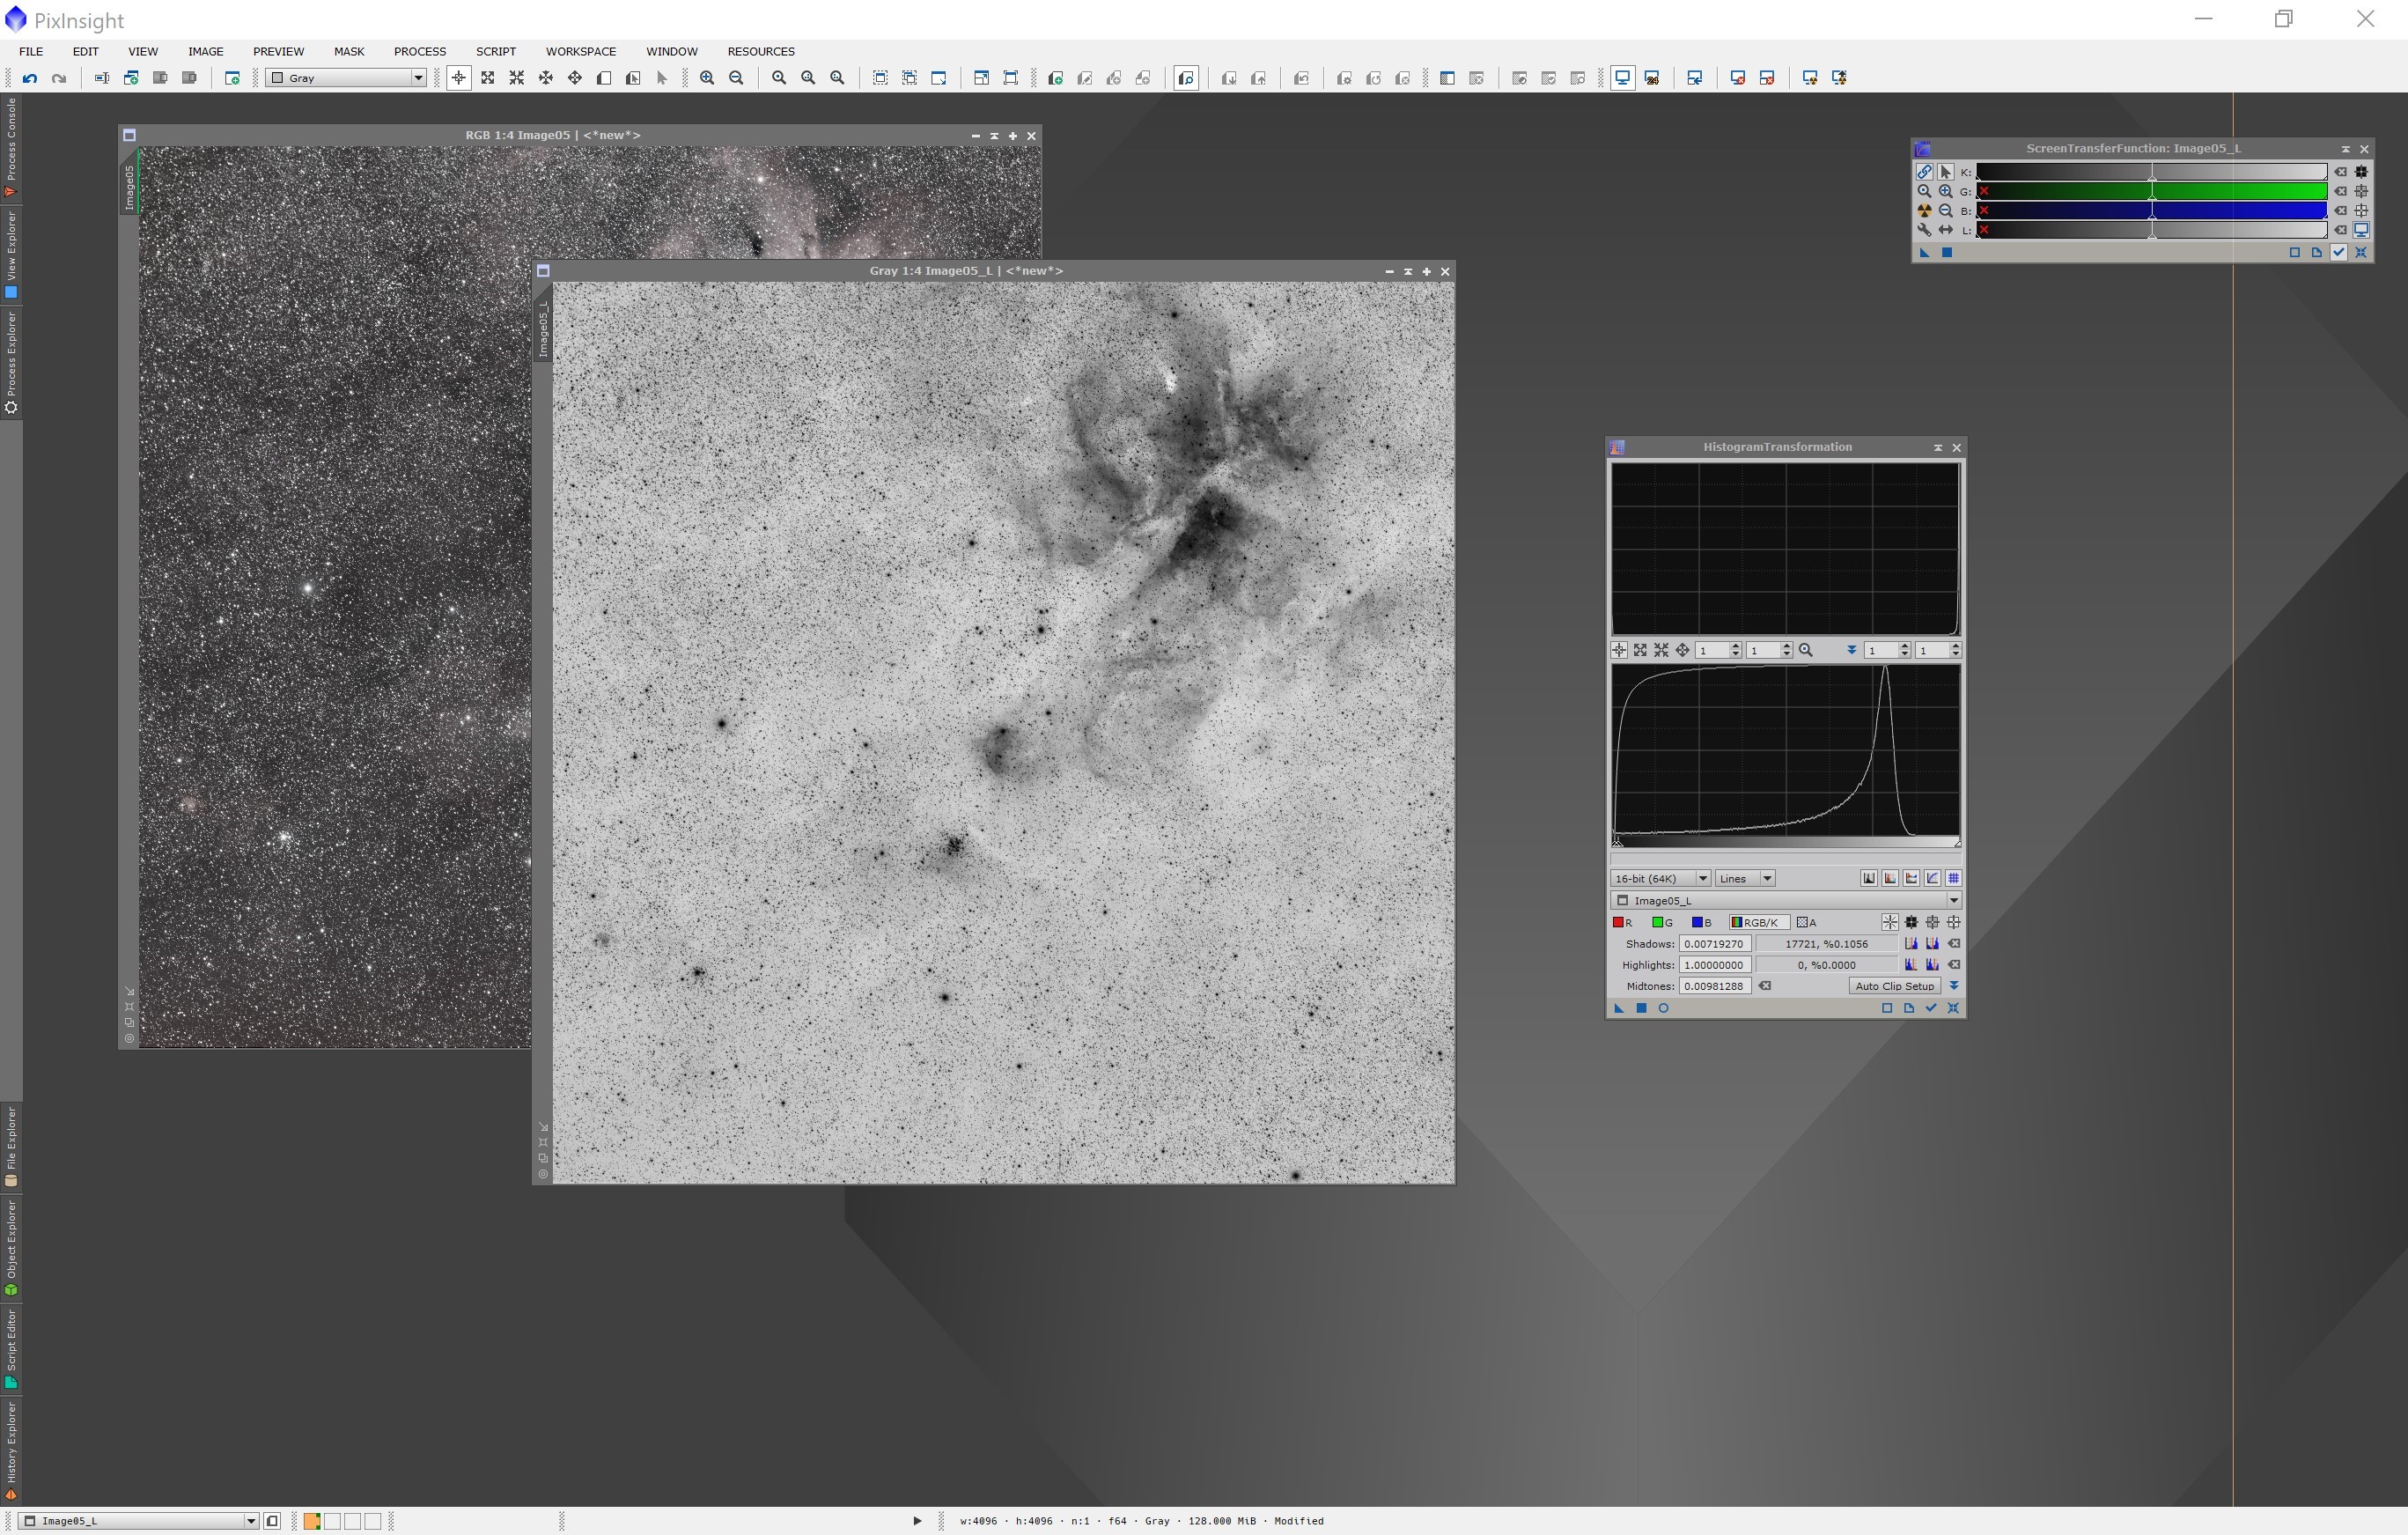 PixInsight
FILE EDIT VIEW IMAGE PREVIEW MASK PROCESS SCRIPT WORKSPACE WINDOW RESOURCES
Gray
Process Console
View Explorer
Process Explorer
File Explorer
Object Explorer
Script Editor
History Explorer
RGB 1:4 Image05 | <*new*>
Image05
Gray 1:4 Image05_L | <*new*>
Image05_L
ScreenTransferFunction: Image05_L
K:
G:
B:
L:
HistogramTransformation
1 1 1 1
16-bit (64K) Lines
Image05_L
R G B RGB/K A
Shadows: 0.00719270 17721, %0.1056
Highlights: 1.00000000 0, %0.0000
Midtones: 0.00981288 Auto Clip Setup
Image05_L
w:4096 · h:4096 · n:1 · f64 · Gray · 128.000 MiB · Modified